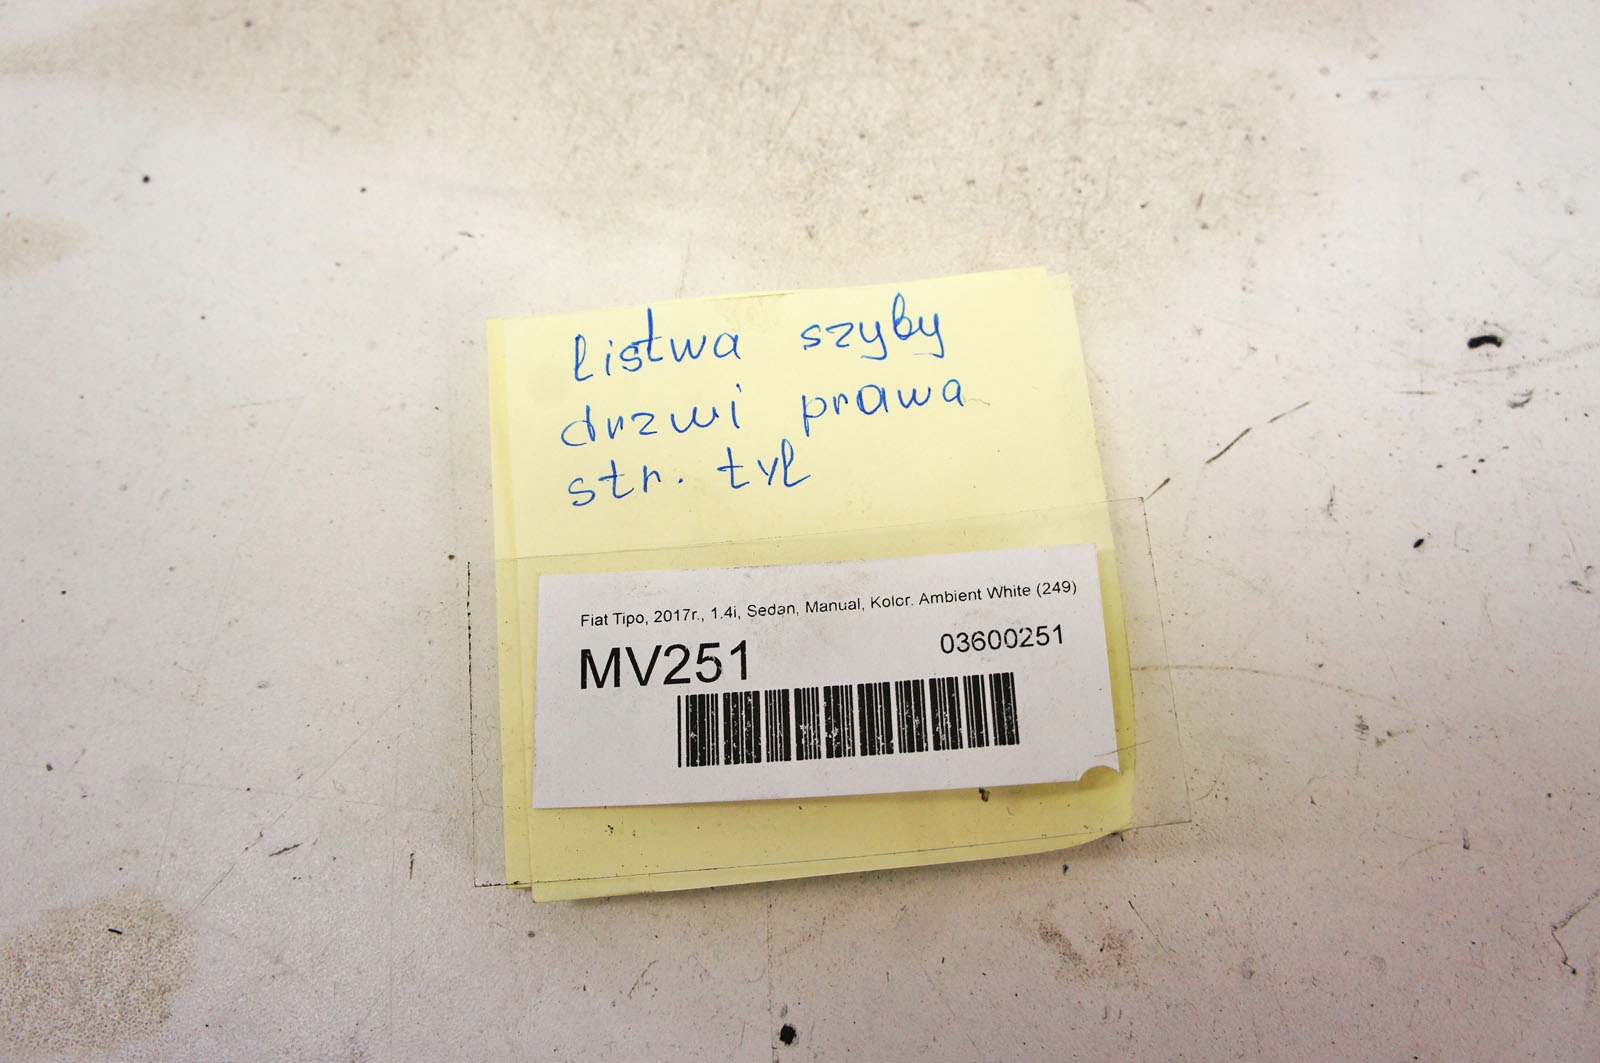 listwa szyby
drzwi prawa
str. tył
Fiat Tipo, 2017r., 1.4i, Sedan, Manual, Kolor. Ambient White (249)
MV251
03600251